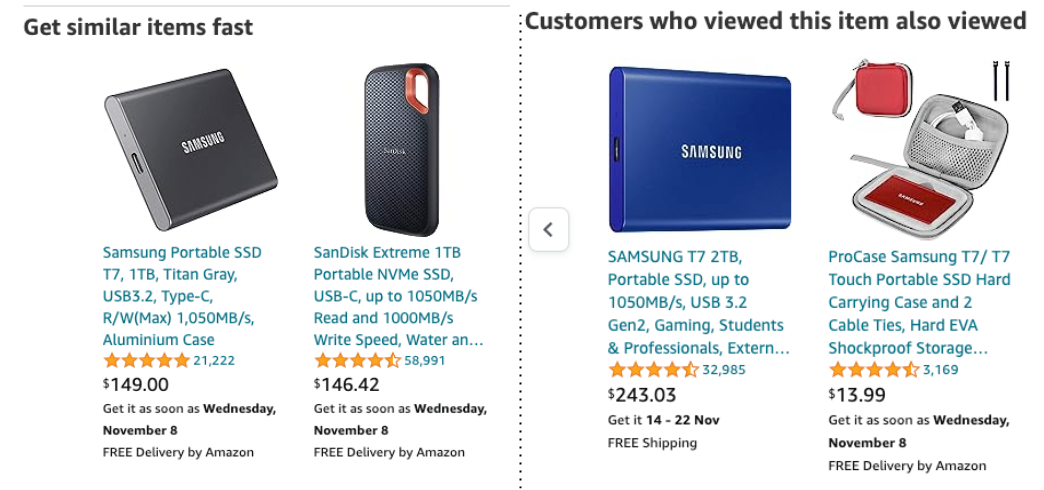 Get similar items fast
SAMSUNG
SanDisk
Samsung Portable SSD
T7, 1TB, Titan Gray,
USB3.2, Type-C,
R/W(Max) 1,050MB/s,
Aluminium Case
21,222
$149.00
Get it as soon as Wednesday,
November 8
FREE Delivery by Amazon
SanDisk Extreme 1TB
Portable NVMe SSD,
USB-C, up to 1050MB/s
Read and 1000MB/s
Write Speed, Water an...
58,991
$146.42
Get it as soon as Wednesday,
November 8
FREE Delivery by Amazon
Customers who viewed this item also viewed
SAMSUNG
SAMSUNG
SAMSUNG T7 2TB,
Portable SSD, up to
1050MB/s, USB 3.2
Gen2, Gaming, Students
& Professionals, Extern...
32,985
$243.03
Get it 14 - 22 Nov
FREE Shipping
ProCase Samsung T7/ T7
Touch Portable SSD Hard
Carrying Case and 2
Cable Ties, Hard EVA
Shockproof Storage...
3,169
$13.99
Get it as soon as Wednesday,
November 8
FREE Delivery by Amazon